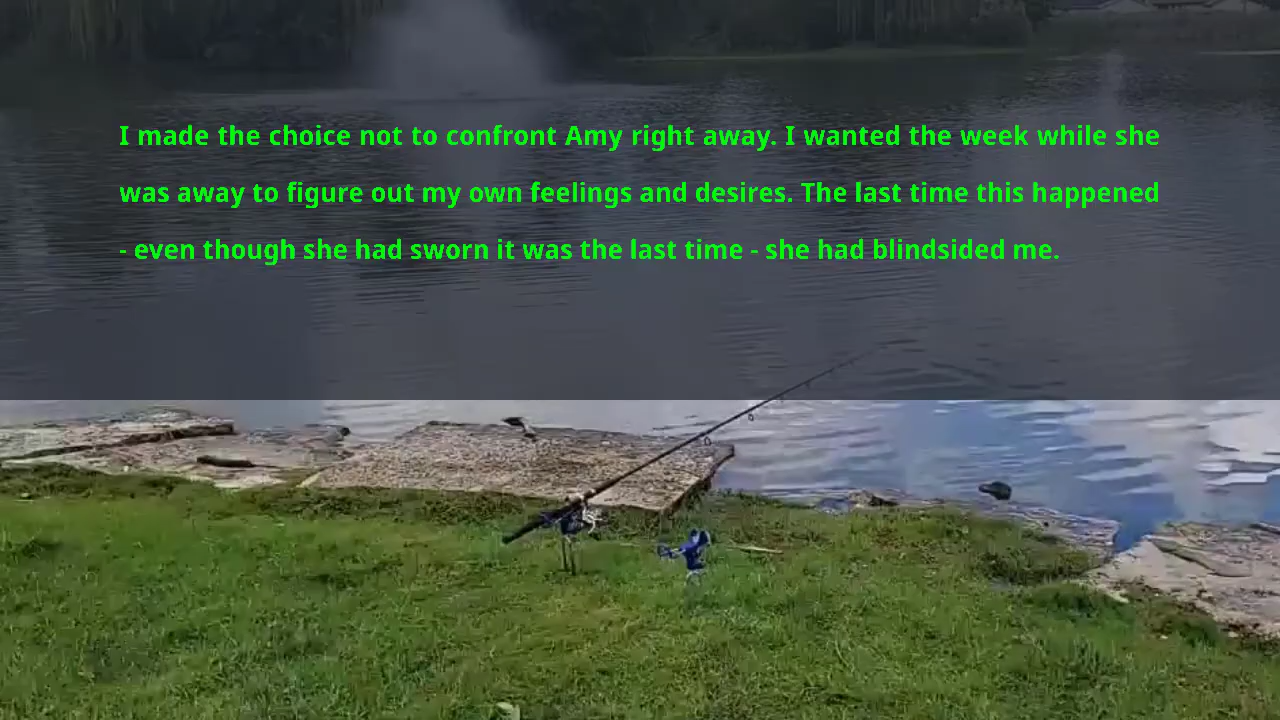 I made the choice not to confront Amy right away. I wanted the week while she
was away to figure out my own feelings and desires. The last time this happened
- even though she had sworn it was the last time - she had blindsided me.